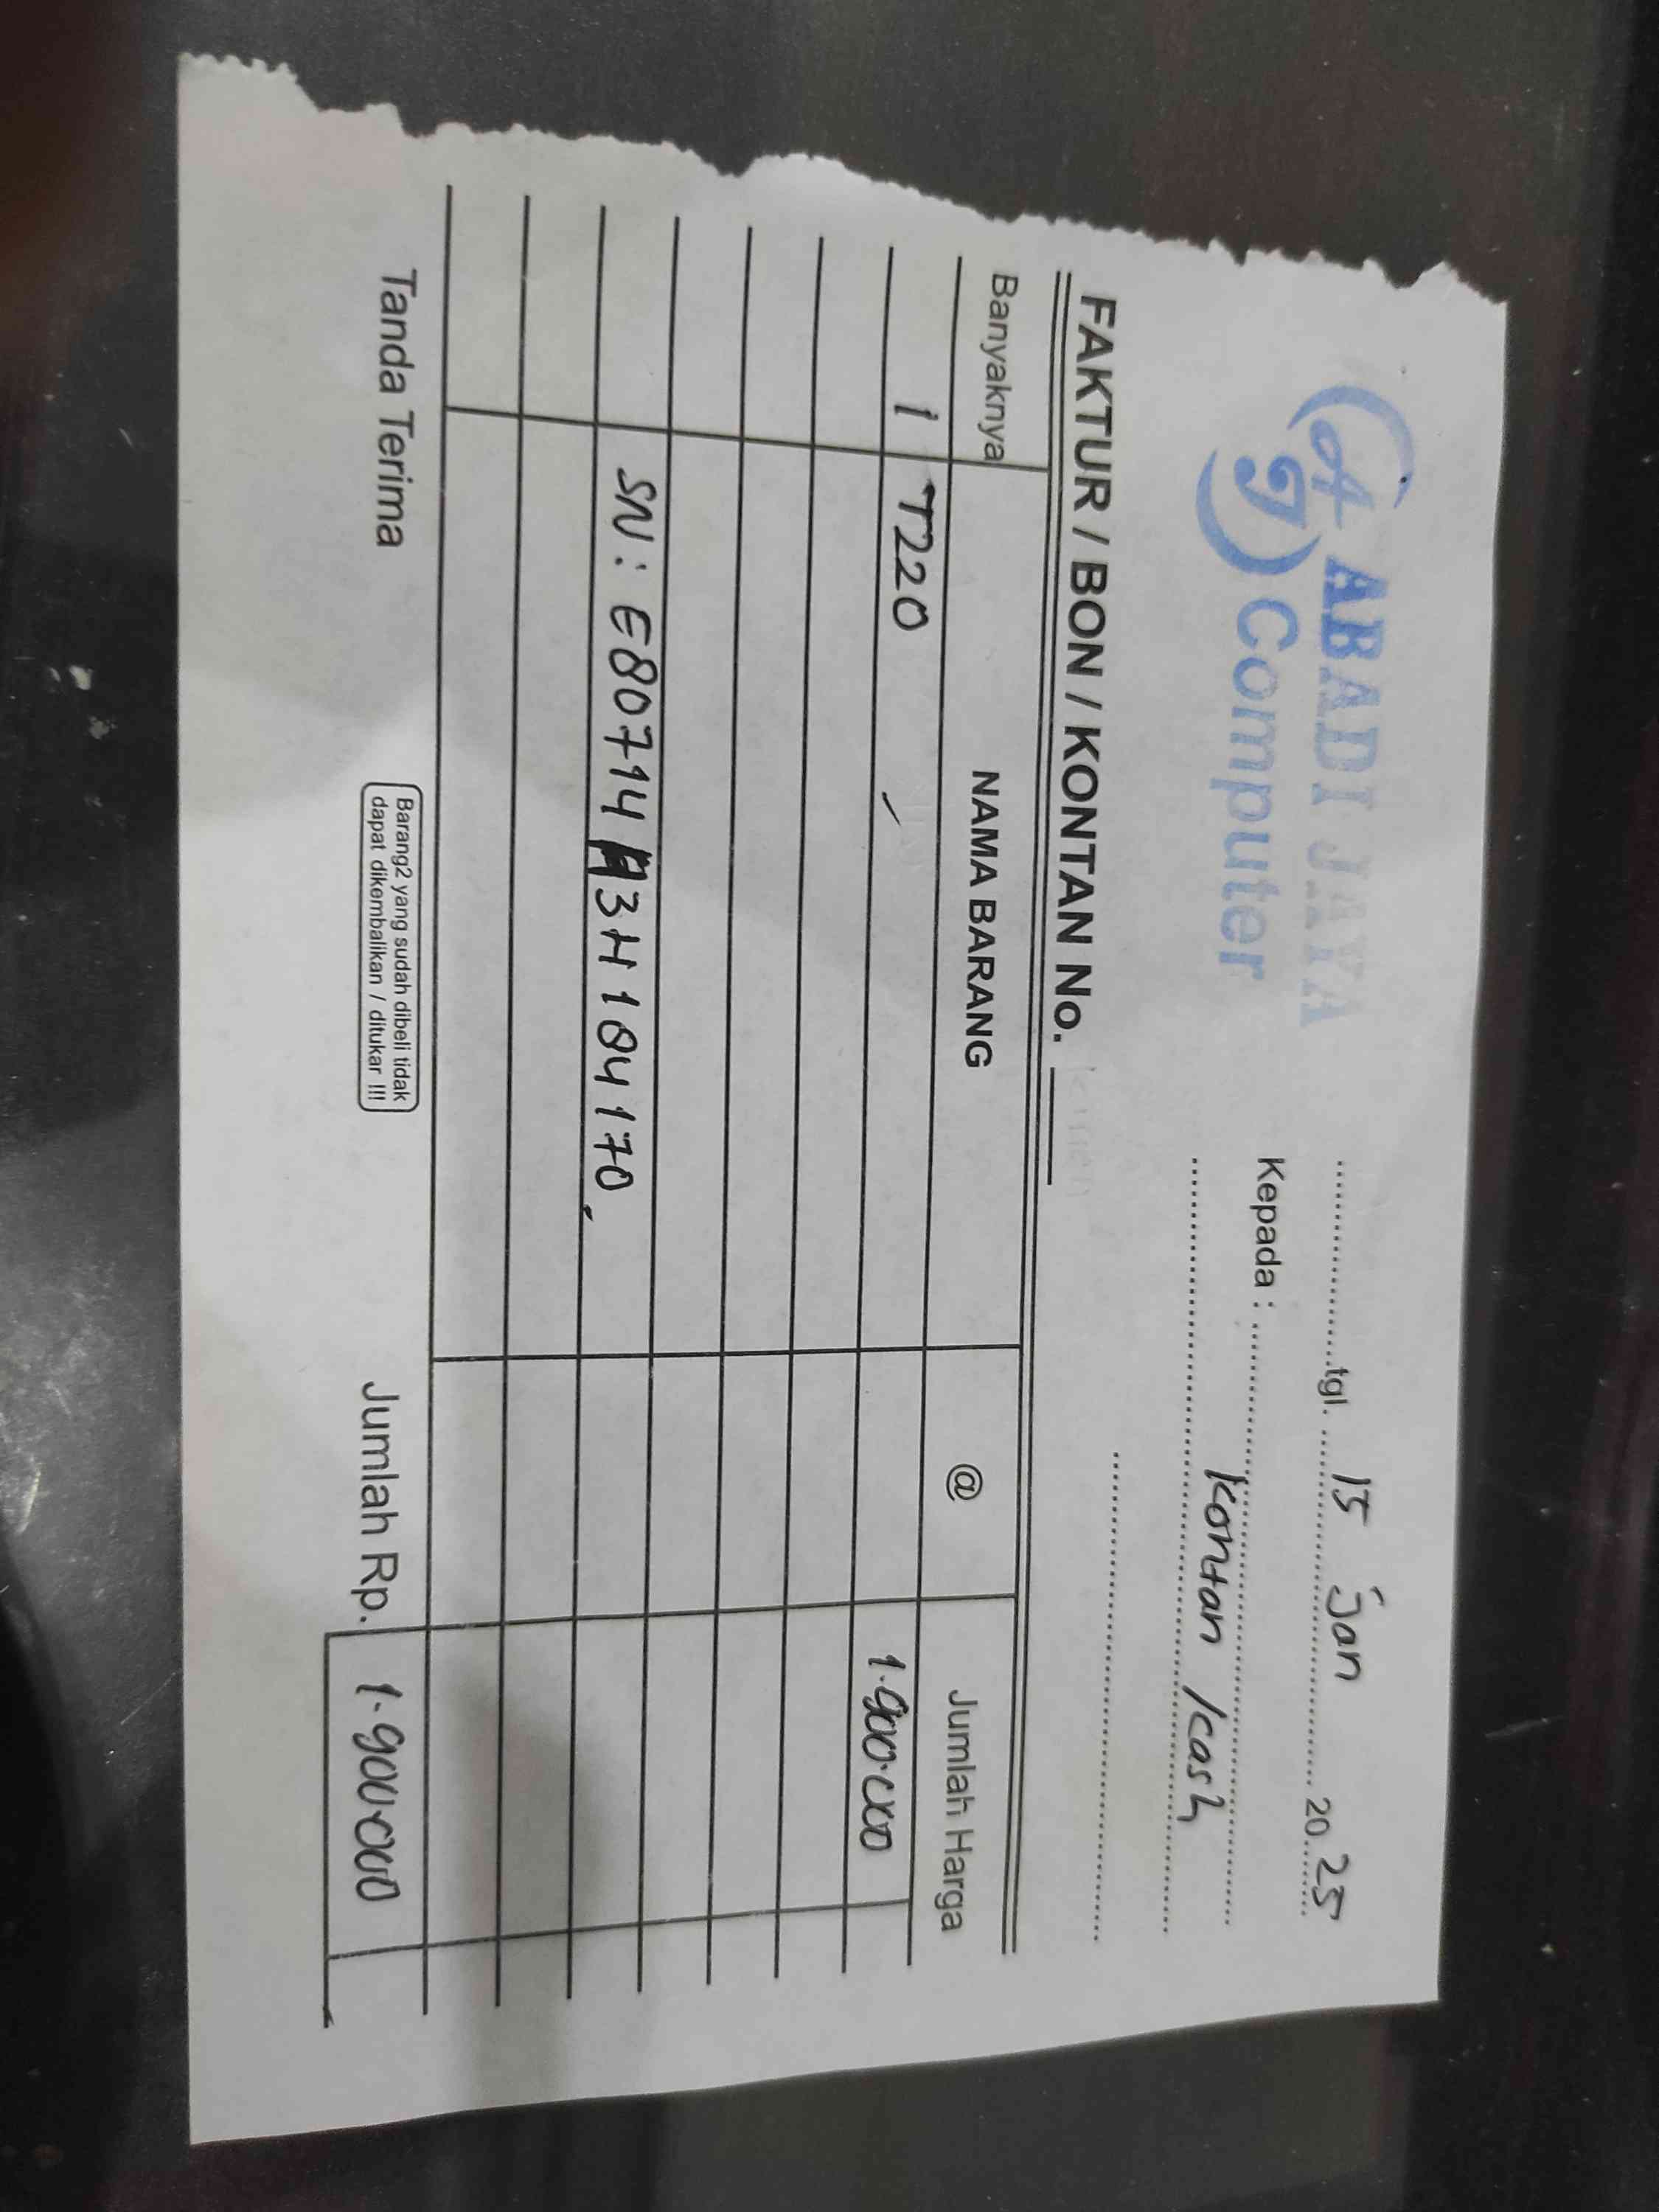 ABADI JAYA
Computer
tgl. 15 Jan 2025
Kepada :
Kontan / cash
FAKTUR / BON / KONTAN No.
Banyaknya NAMA BARANG @ Jumlah Harga
1 T220 1.900.000
SN : E80714 3H104170.
Tanda Terima
Barang2 yang sudah dibeli tidak
dapat dikembalikan / ditukar !!!
Jumlah Rp. 1.900.000